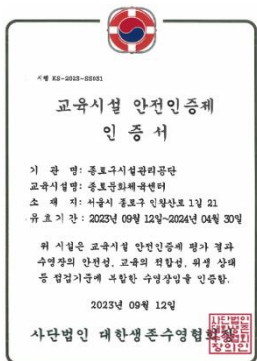 시행 KS-2023-SS031
교육시설 안전인증제
인 증 서
기 관 명: 종로구시설관리공단
교육시설명: 종로문화체육센터
소 재 지: 서울시 종로구 인왕산로 1길 21
유 효 기 간: 2023년 09월 12일~2024년 04월 30일
위 시설은 교육시설 안전인증제 평가 결과
수영장의 안전성, 교육의 적합성, 위생 상태
등 점검기준에 부합한 수영장임을 인증함.
2023년 09월 12일
사단법인 대한생존수영협회장